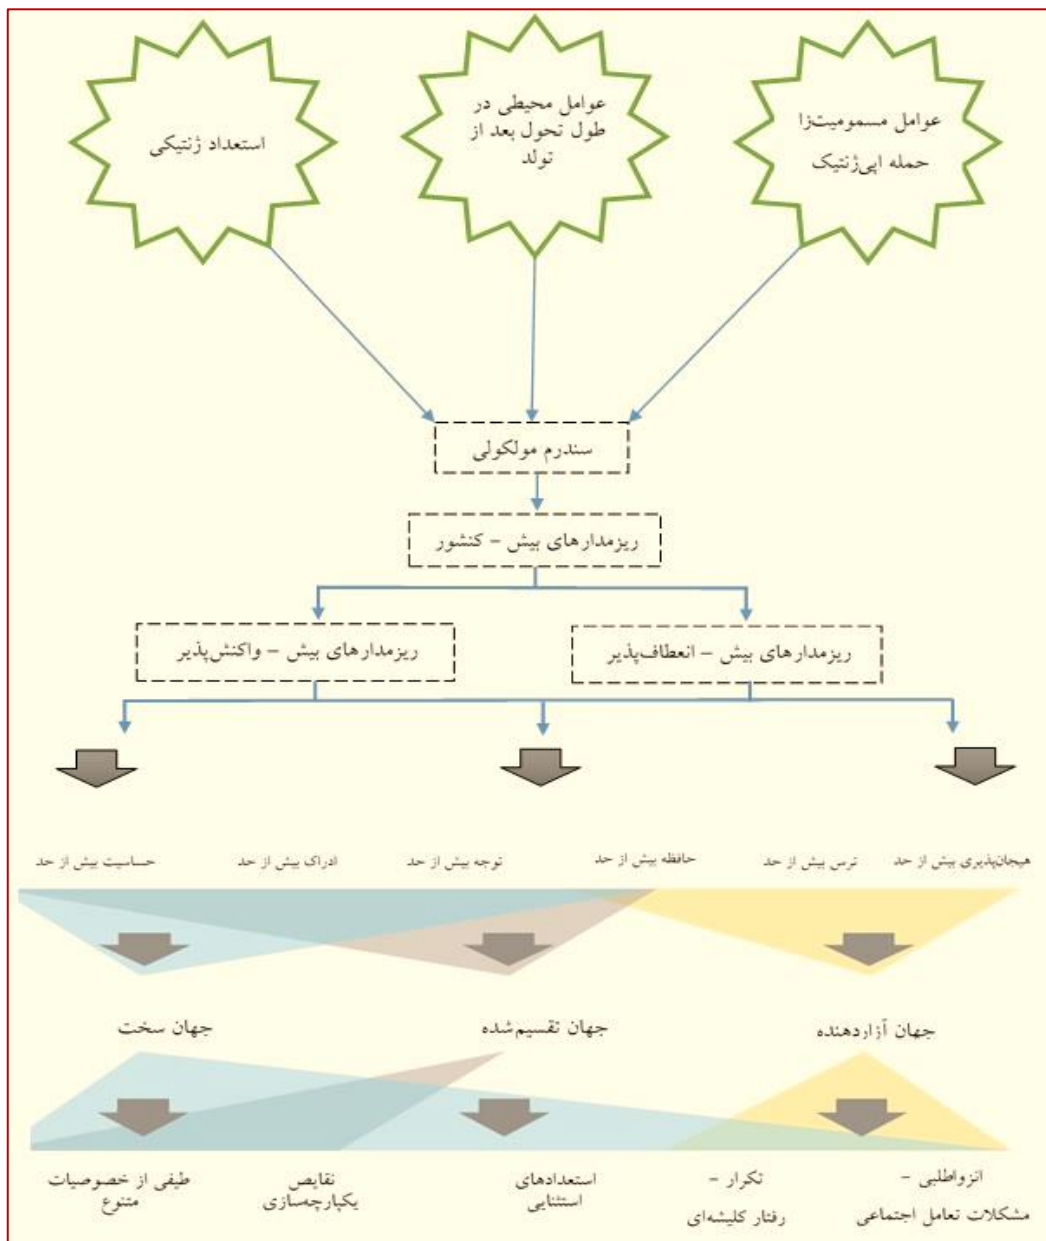 عوامل مسمومیت‌زا
حمله اپی‌ژنتیک
عوامل محیطی در
طول تحول بعد از
تولد
استعداد ژنتیکی
سندرم مولکولی
ریزمدارهای بیش – کنشور
ریزمدارهای بیش – انعطاف‌پذیر
ریزمدارهای بیش – واکنش‌پذیر
هیجان‌پذیری بیش از حد
ترس بیش از حد
حافظه بیش از حد
توجه بیش از حد
ادراک بیش از حد
حساسیت بیش از حد
جهان آزاردهنده
جهان تقسیم‌شده
جهان سخت
انزواطلبی –
مشکلات تعامل اجتماعی
تکرار –
رفتار کلیشه‌ای
استعدادهای
استثنایی
نقایص
یکپارچه‌سازی
طیفی از خصوصیات
متنوع